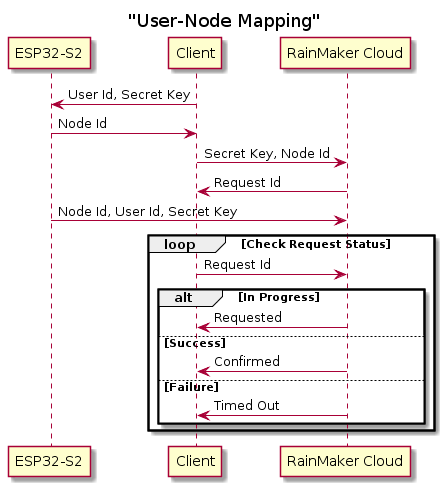 "User-Node Mapping"
ESP32-S2 Client RainMaker Cloud
User Id, Secret Key
Node Id
Secret Key, Node Id
Request Id
Node Id, User Id, Secret Key
loop [Check Request Status]
Request Id
alt [In Progress]
Requested
[Success]
Confirmed
[Failure]
Timed Out
ESP32-S2 Client RainMaker Cloud